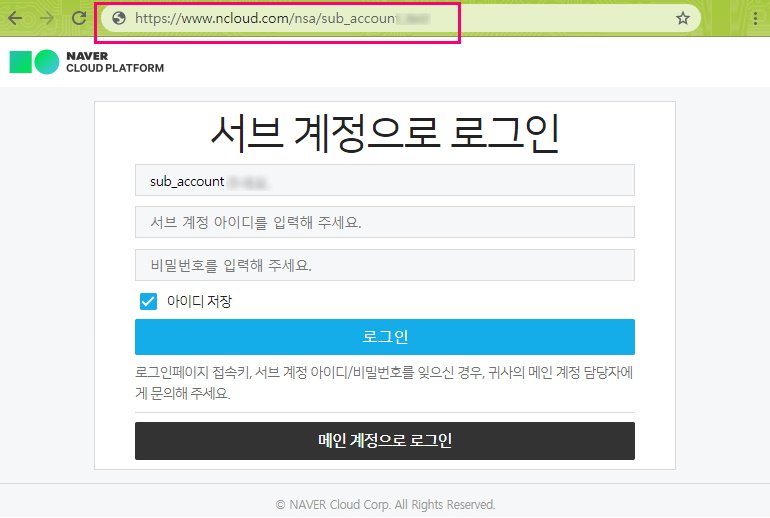 https://www.ncloud.com/nsa/sub_account
NAVER
CLOUD PLATFORM
서브 계정으로 로그인
sub_account
서브 계정 아이디를 입력해 주세요.
비밀번호를 입력해 주세요.
아이디 저장
로그인
로그인페이지 접속키, 서브 계정 아이디/비밀번호를 잊으신 경우, 귀사의 메인 계정 담당자에
게 문의해 주세요.
메인 계정으로 로그인
© NAVER Cloud Corp. All Rights Reserved.